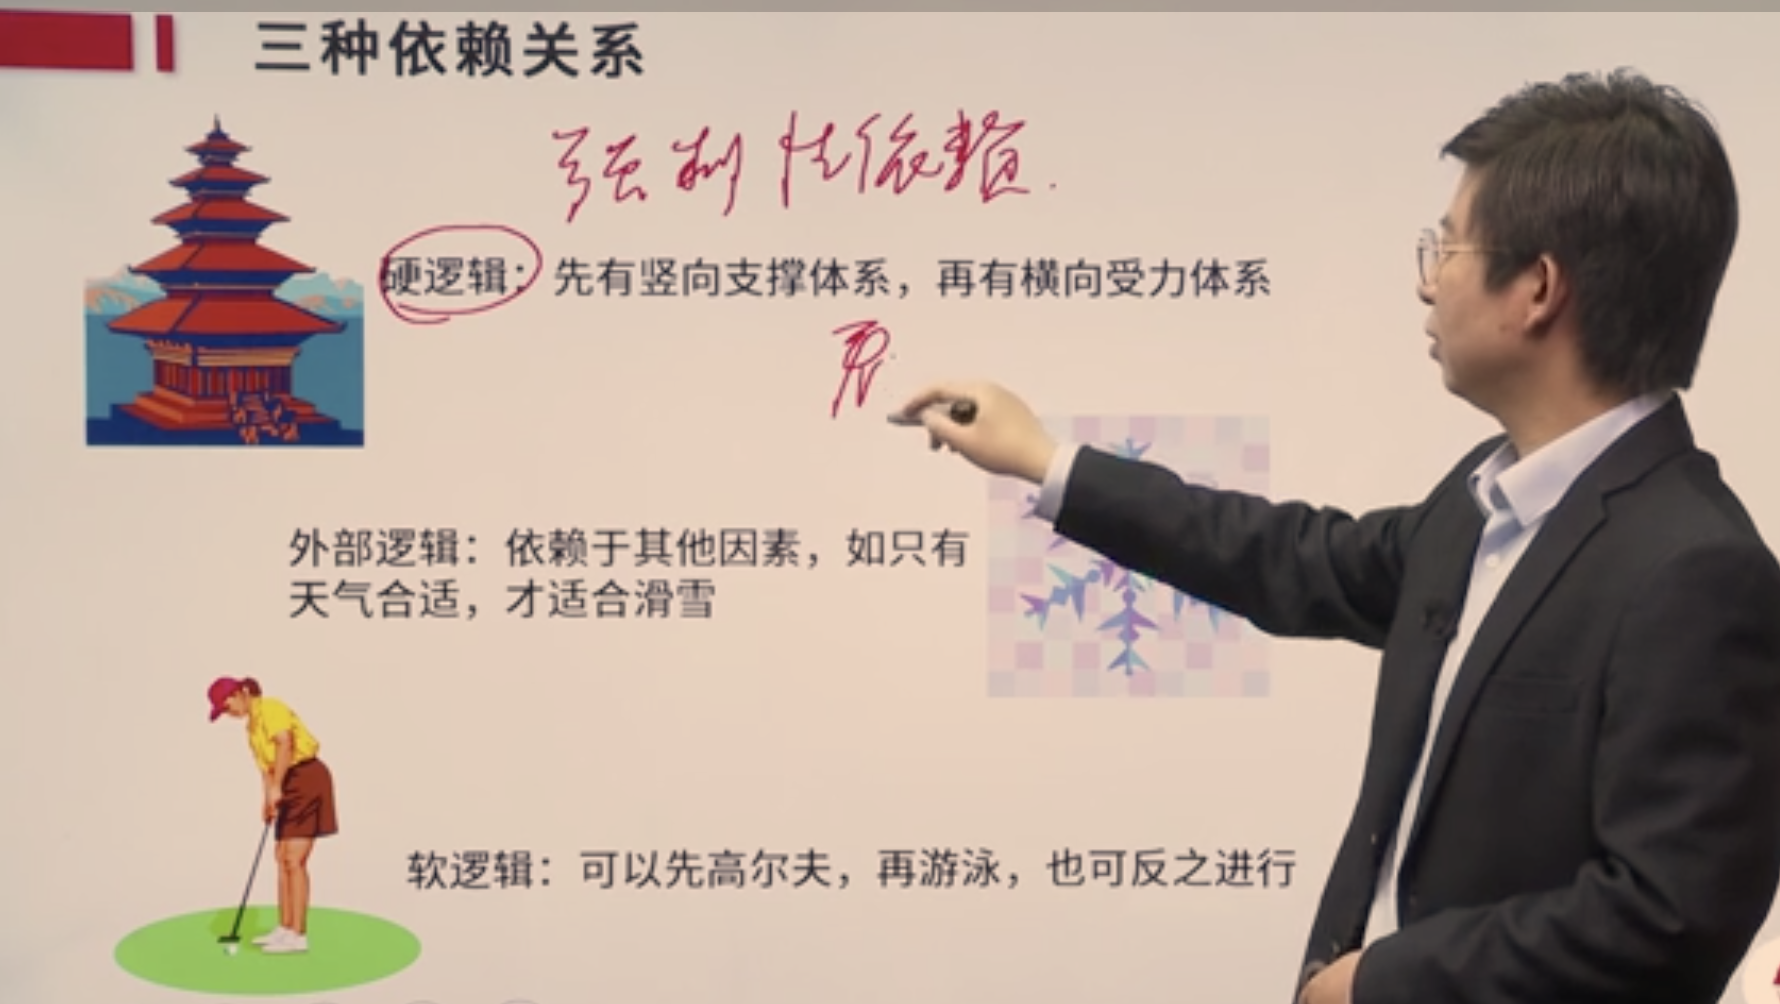 三种依赖关系
强制性依赖.
硬逻辑：先有竖向支撑体系，再有横向受力体系
外部逻辑：依赖于其他因素，如只有
天气合适，才适合滑雪
软逻辑：可以先高尔夫，再游泳，也可反之进行